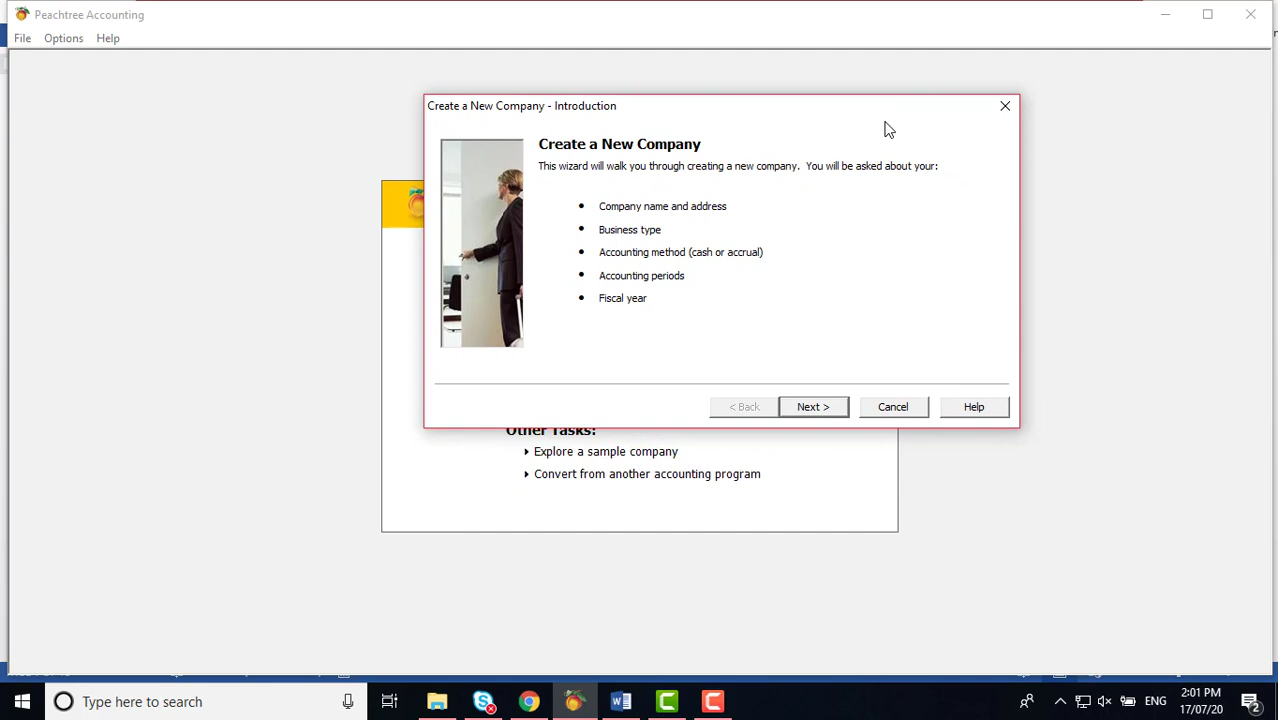 Peachtree Accounting
File Options Help
Create a New Company - Introduction
Create a New Company
This wizard will walk you through creating a new company. You will be asked about your:
• Company name and address
• Business type
• Accounting method (cash or accrual)
• Accounting periods
• Fiscal year
< Back Next > Cancel Help
Other Tasks:
Explore a sample company
Convert from another accounting program
Type here to search
ENG
2:01 PM
17/07/20
2